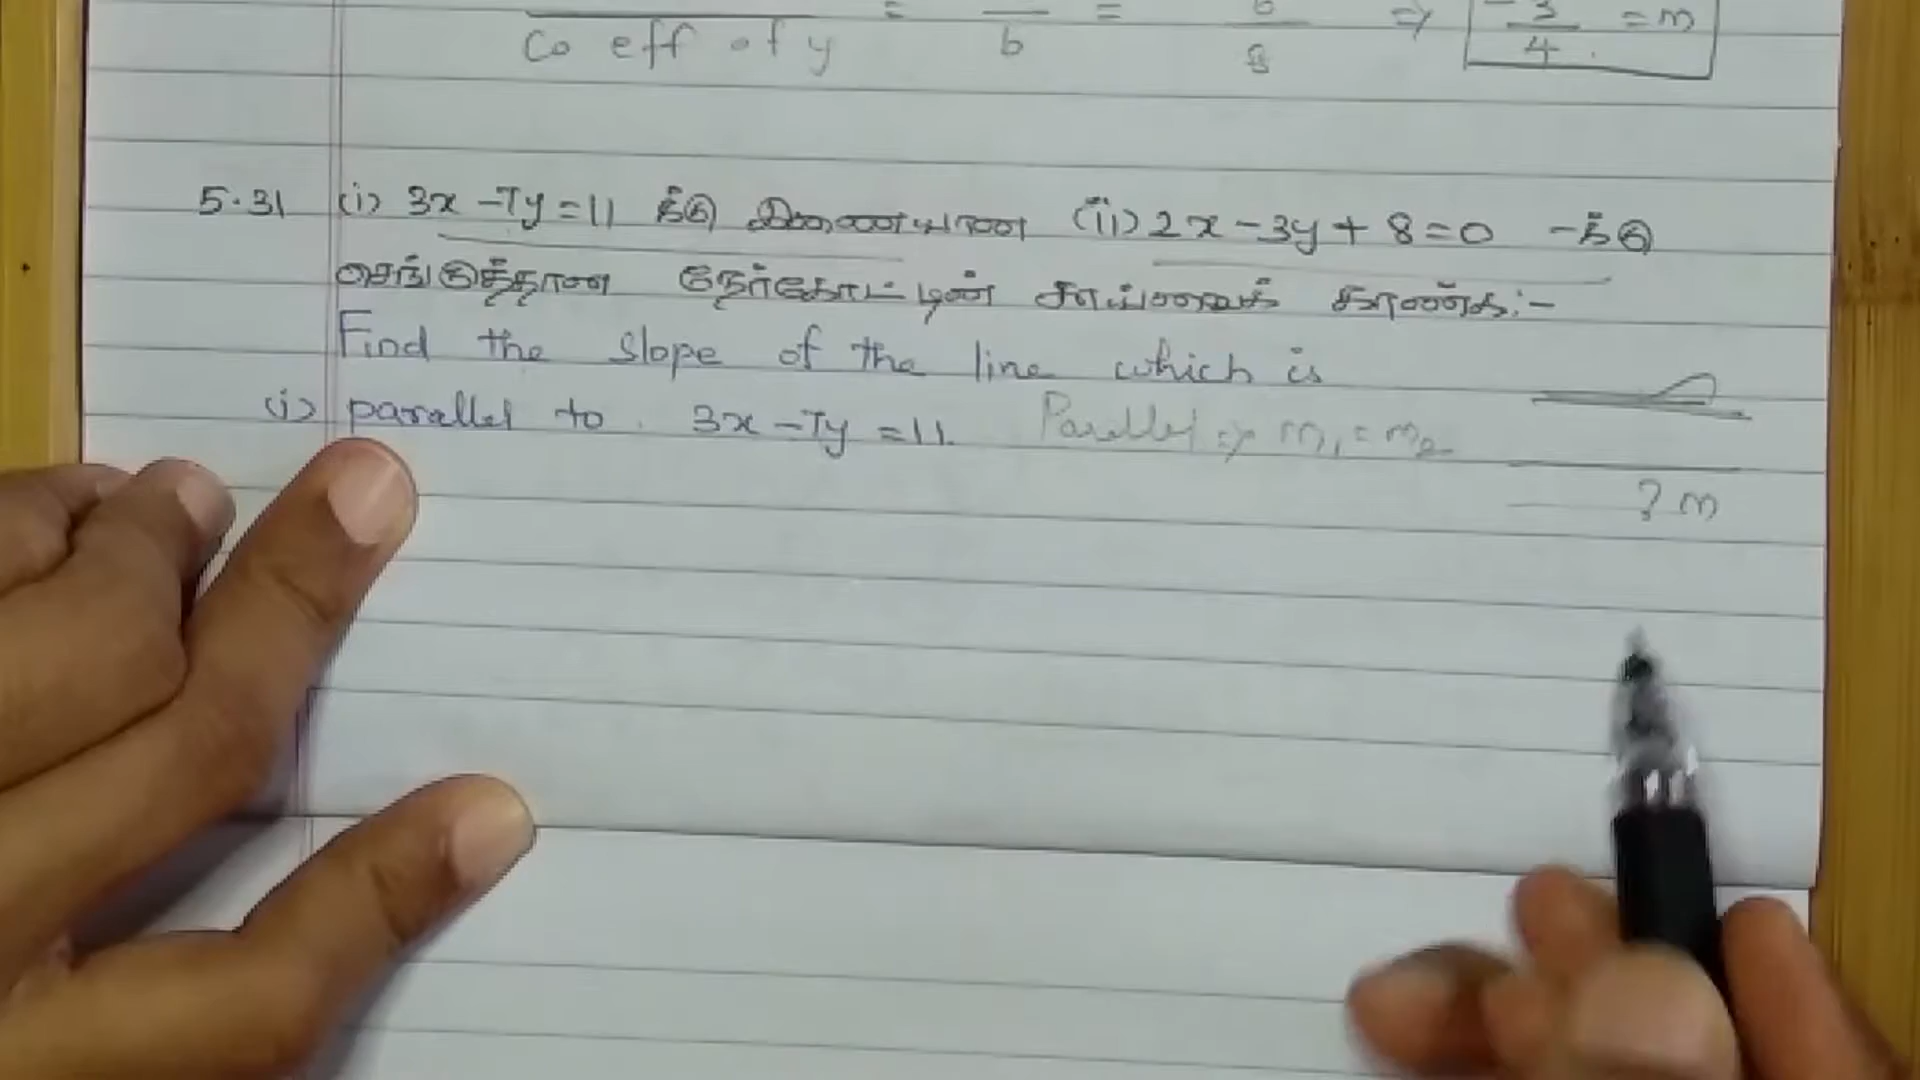 Co eff of y = b = 6 8 ⇒ -3 4 = m
5.31 (i) 3x - 7y = 11 க்கு இணையான (ii) 2x - 3y + 8 = 0 -க்கு
செங்குத்தான நேர்கோட்டின் சாய்வைக் காண்க:-
Find the slope of the line which is
(i) parallel to 3x - 7y = 11. Parallel ⇒ m₁ = m₂
? m